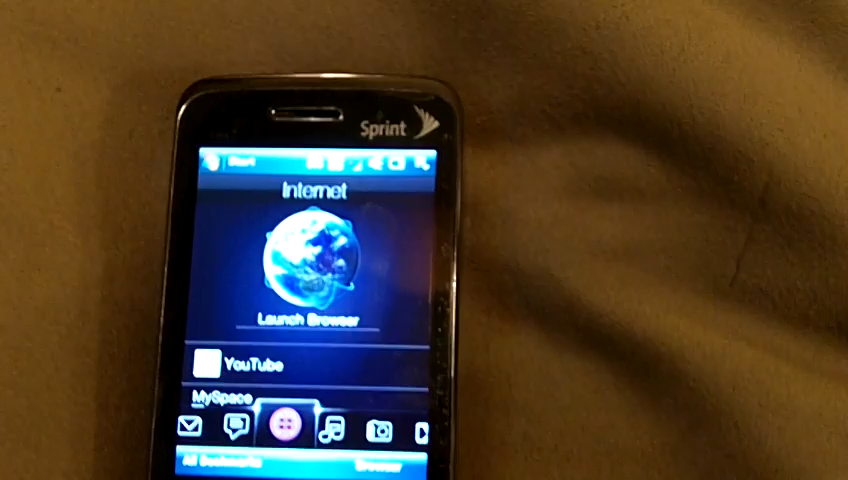 Sprint
Start
Internet
Launch Browser
YouTube
MySpace
All Bookmarks Browser